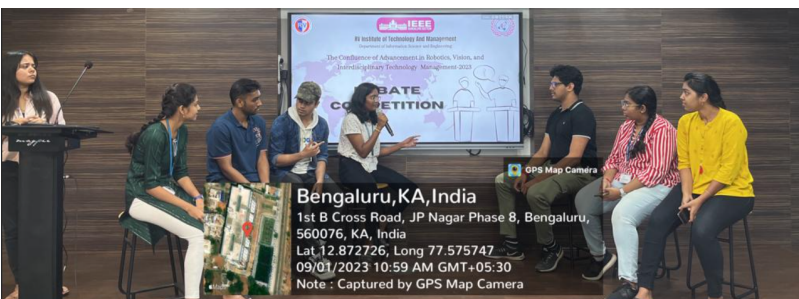 IEEE
RV Institute of Technology And Management
Department of Information Science and Engineering
The Confluence of Advancement in Robotics, Vision, and
Interdisciplinary Technology Management-2023
BATE
COMPETITION
GPS Map Camera
Bengaluru,KA,India
1st B Cross Road, JP Nagar Phase 8, Bengaluru,
560076, KA, India
Lat 12.872726, Long 77.575747
09/01/2023 10:59 AM GMT+05:30
Note : Captured by GPS Map Camera